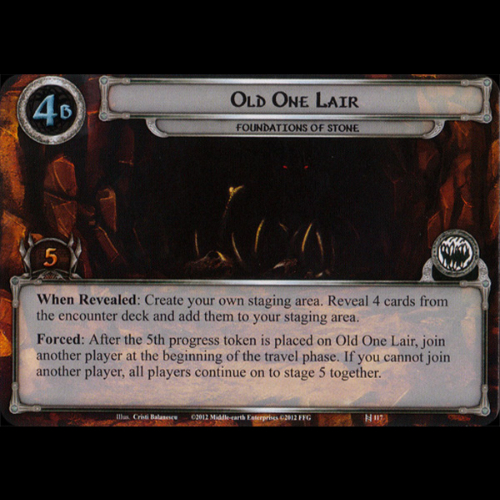 4B
OLD ONE LAIR
FOUNDATIONS OF STONE
5
When Revealed: Create your own staging area. Reveal 4 cards from
the encounter deck and add them to your staging area.
Forced: After the 5th progress token is placed on Old One Lair, join
another player at the beginning of the travel phase. If you cannot join
another player, all players continue on to stage 5 together.
Illus. Cristi Balanescu ©2012 Middle-earth Enterprises ©2012 FFG 117